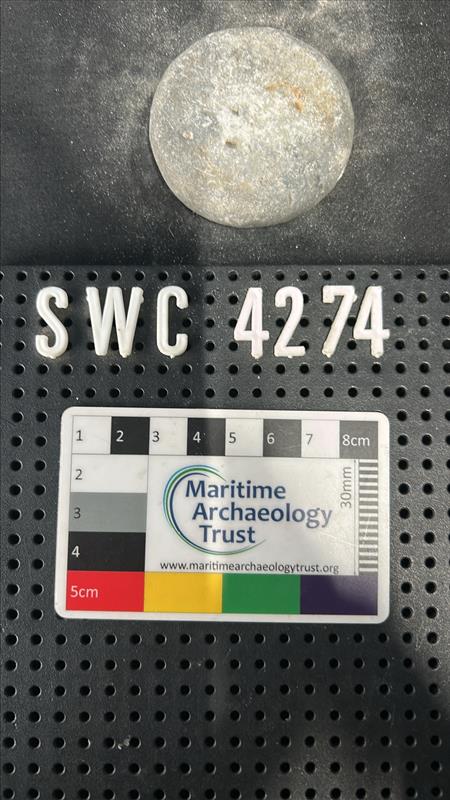 SWC 4274
1 2 3 4 5 6 7 8cm
2
3
4
5cm
30mm
Maritime
Archaeology
Trust
www.maritimearchaeologytrust.org